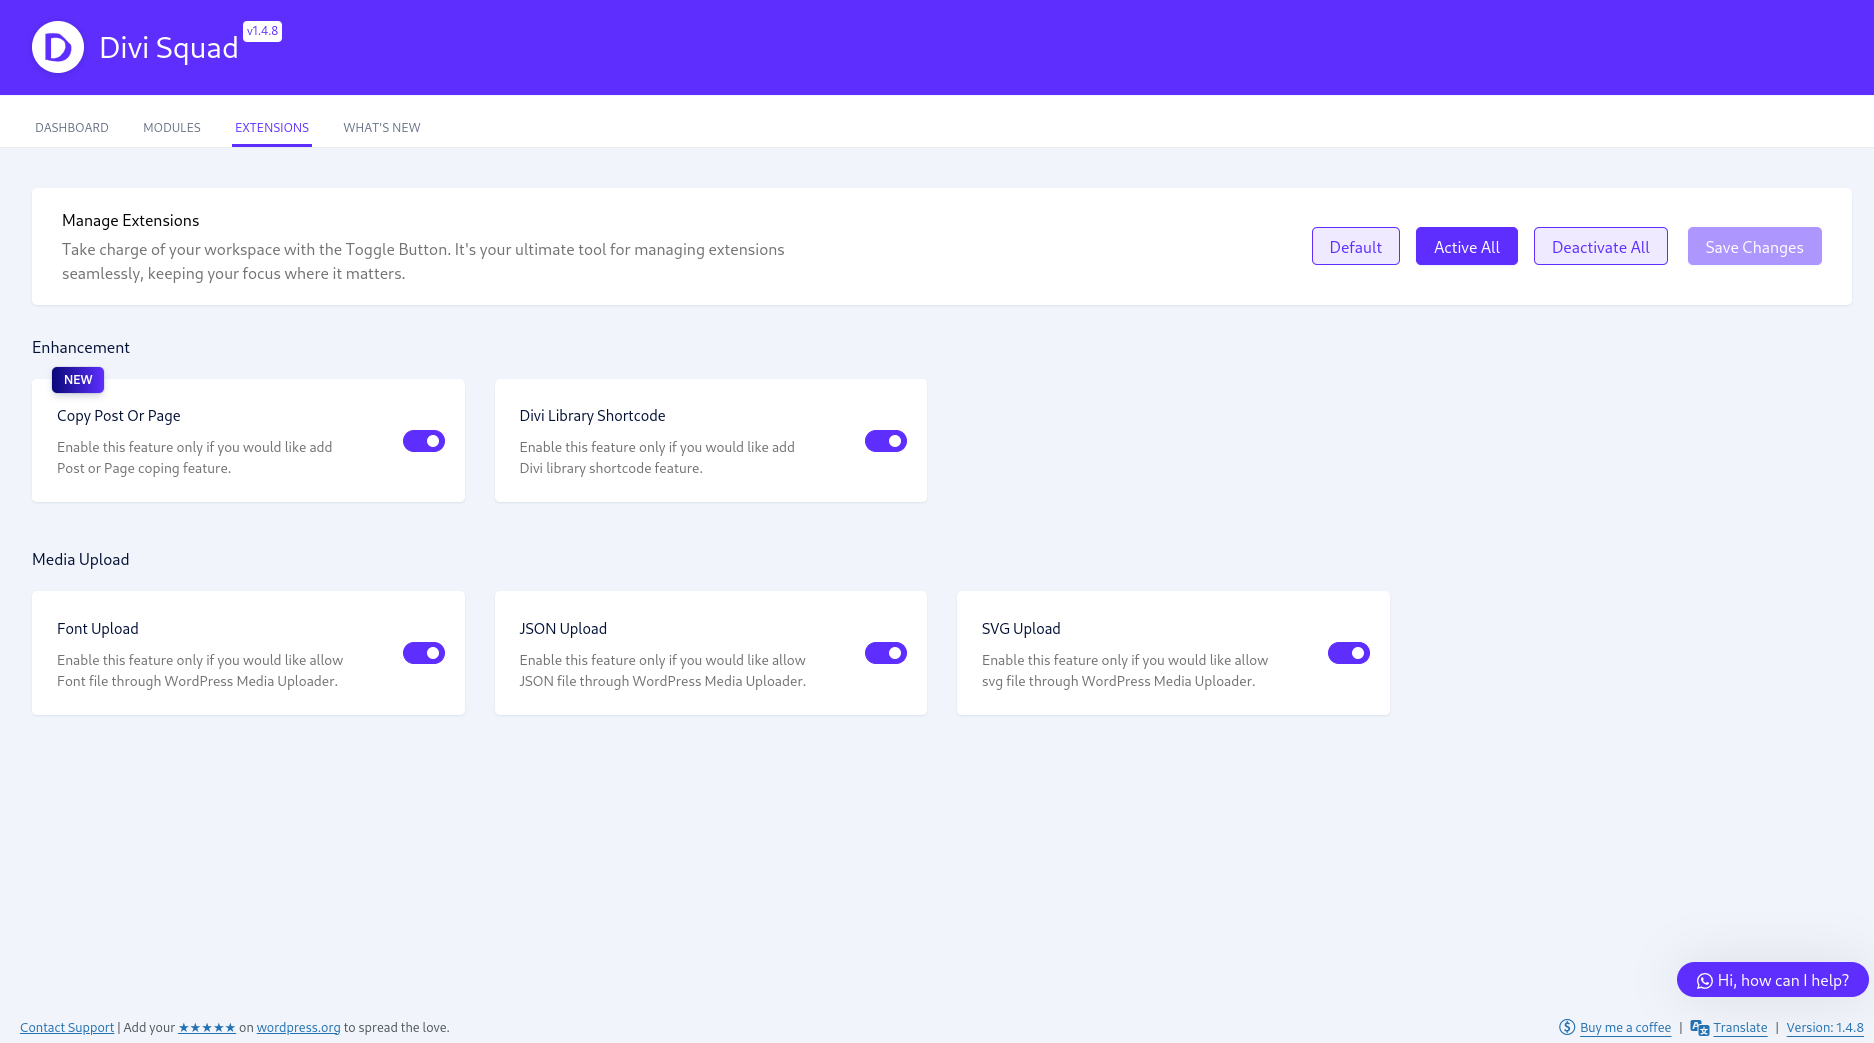 Divi Squad v1.4.8
DASHBOARD MODULES EXTENSIONS WHAT'S NEW
Manage Extensions
Take charge of your workspace with the Toggle Button. It's your ultimate tool for managing extensions
seamlessly, keeping your focus where it matters.
Default Active All Deactivate All Save Changes
Enhancement
NEW
Copy Post Or Page
Enable this feature only if you would like add
Post or Page coping feature.
Divi Library Shortcode
Enable this feature only if you would like add
Divi library shortcode feature.
Media Upload
Font Upload
Enable this feature only if you would like allow
Font file through WordPress Media Uploader.
JSON Upload
Enable this feature only if you would like allow
JSON file through WordPress Media Uploader.
SVG Upload
Enable this feature only if you would like allow
svg file through WordPress Media Uploader.
Hi, how can I help?
Contact Support | Add your ★★★★★ on wordpress.org to spread the love.
Buy me a coffee | Translate | Version: 1.4.8